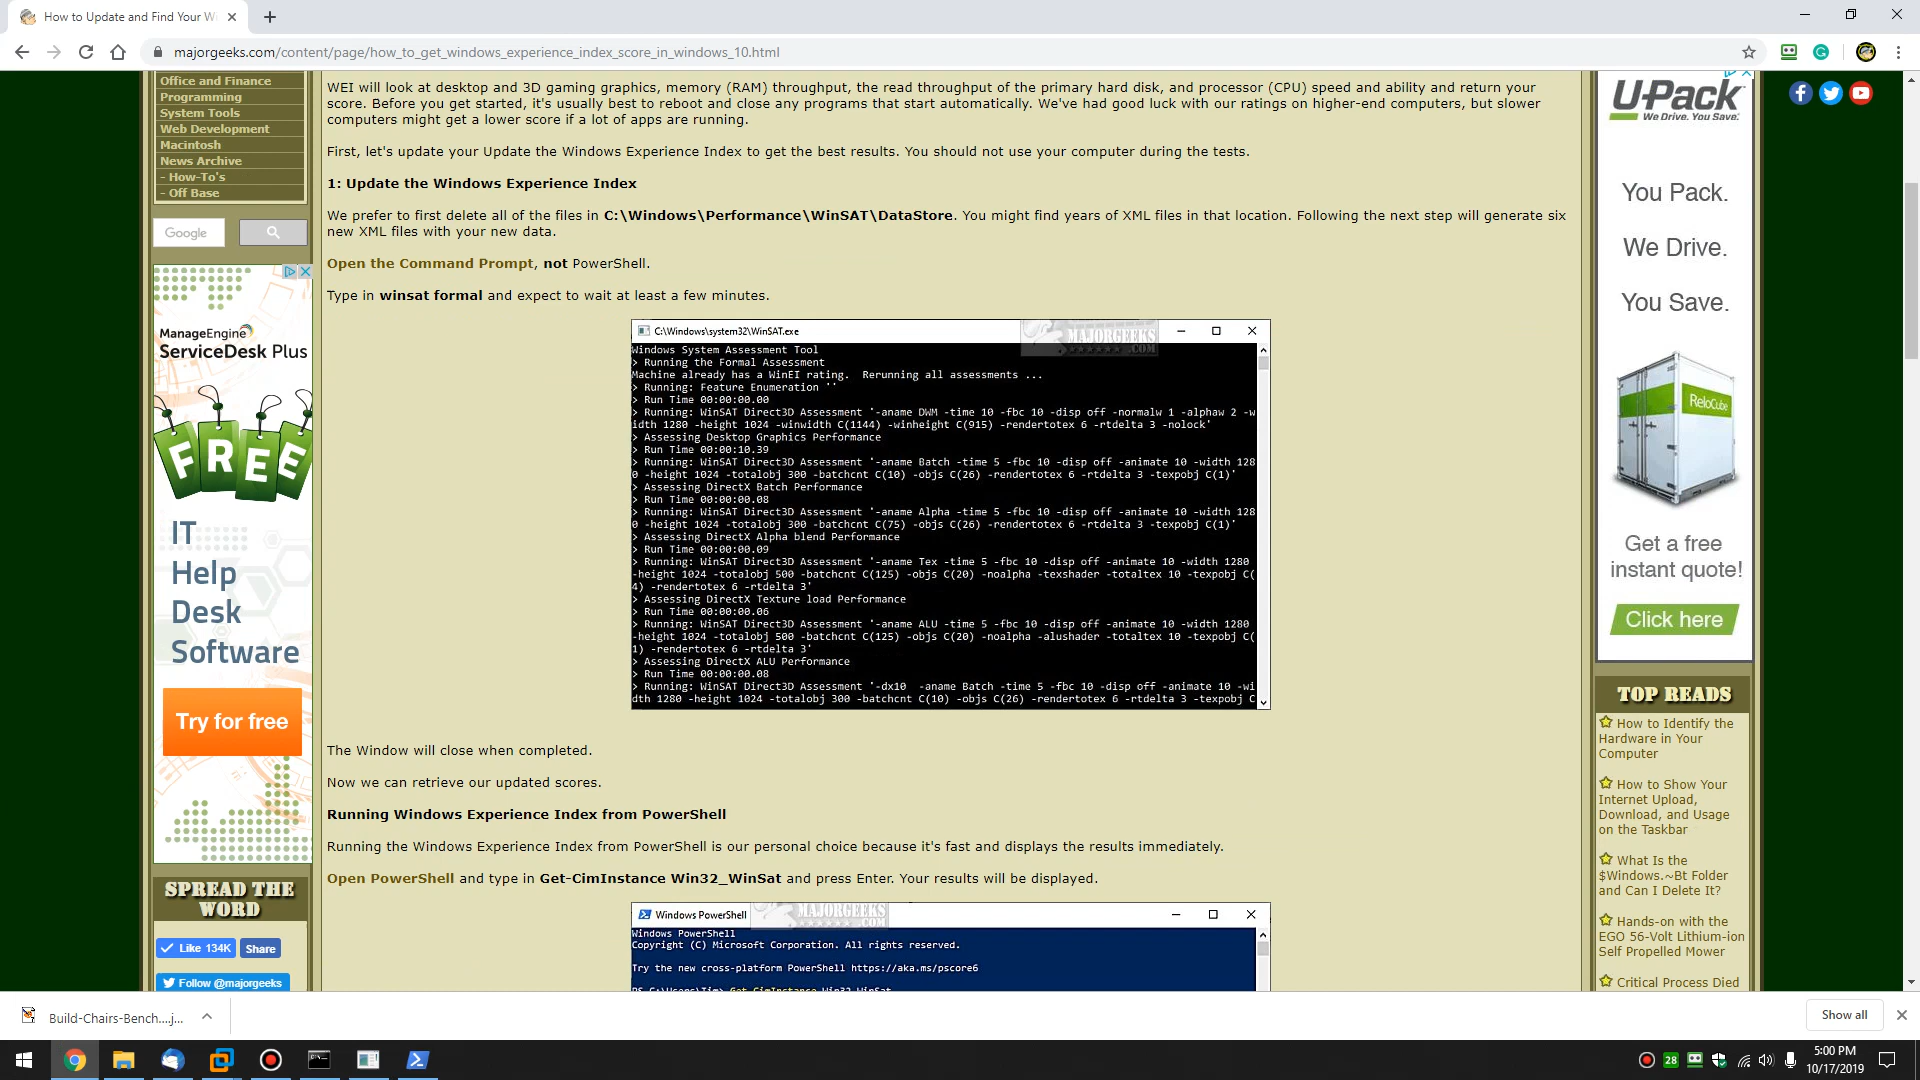 How to Update and Find Your Wi
majorgeeks.com/content/page/how_to_get_windows_experience_index_score_in_windows_10.html
Office and Finance
Programming
System Tools
Web Development
Macintosh
News Archive
- How-To's
- Off Base
Google
ManageEngine
ServiceDesk Plus
FREE
IT
Help
Desk
Software
Try for free
SPREAD THE
WORD
Like 134K
Share
Follow @majorgeeks
WEI will look at desktop and 3D gaming graphics, memory (RAM) throughput, the read throughput of the primary hard disk, and processor (CPU) speed and ability and return your
score. Before you get started, it's usually best to reboot and close any programs that start automatically. We've had good luck with our ratings on higher-end computers, but slower
computers might get a lower score if a lot of apps are running.
First, let's update your Update the Windows Experience Index to get the best results. You should not use your computer during the tests.
1: Update the Windows Experience Index
We prefer to first delete all of the files in C:\Windows\Performance\WinSAT\DataStore. You might find years of XML files in that location. Following the next step will generate six
new XML files with your new data.
Open the Command Prompt, not PowerShell.
Type in winsat formal and expect to wait at least a few minutes.
C:\Windows\system32\WinSAT.exe
MAJORGEEKS
.COM
Windows System Assessment Tool
> Running the Formal Assessment
Machine already has a WinEI rating.  Rerunning all assessments ...
> Running: Feature Enumeration ''
> Run Time 00:00:00.00
> Running: WinSAT Direct3D Assessment '-aname DWM -time 10 -fbc 10 -disp off -normalw 1 -alphaw 2 -w
idth 1280 -height 1024 -winwidth C(1144) -winheight C(915) -rendertotex 6 -rtdelta 3 -nolock'
> Assessing Desktop Graphics Performance
> Run Time 00:00:10.39
> Running: WinSAT Direct3D Assessment '-aname Batch -time 5 -fbc 10 -disp off -animate 10 -width 128
0 -height 1024 -totalobj 300 -batchcnt C(10) -objs C(26) -rendertotex 6 -rtdelta 3 -texpobj C(1)'
> Assessing DirectX Batch Performance
> Run Time 00:00:00.08
> Running: WinSAT Direct3D Assessment '-aname Alpha -time 5 -fbc 10 -disp off -animate 10 -width 128
0 -height 1024 -totalobj 300 -batchcnt C(75) -objs C(26) -rendertotex 6 -rtdelta 3 -texpobj C(1)'
> Assessing DirectX Alpha blend Performance
> Run Time 00:00:00.09
> Running: WinSAT Direct3D Assessment '-aname Tex -time 5 -fbc 10 -disp off -animate 10 -width 1280
-height 1024 -totalobj 500 -batchcnt C(125) -objs C(20) -noalpha -texshader -totaltex 10 -texpobj C(
4) -rendertotex 6 -rtdelta 3'
> Assessing DirectX Texture load Performance
> Run Time 00:00:00.06
> Running: WinSAT Direct3D Assessment '-aname ALU -time 5 -fbc 10 -disp off -animate 10 -width 1280
-height 1024 -totalobj 500 -batchcnt C(125) -objs C(20) -noalpha -alushader -totaltex 10 -texpobj C(
1) -rendertotex 6 -rtdelta 3'
> Assessing DirectX ALU Performance
> Run Time 00:00:00.08
> Running: WinSAT Direct3D Assessment '-dx10  -aname Batch -time 5 -fbc 10 -disp off -animate 10 -wi
dth 1280 -height 1024 -totalobj 300 -batchcnt C(10) -objs C(26) -rendertotex 6 -rtdelta 3 -texpobj C
The Window will close when completed.
Now we can retrieve our updated scores.
Running Windows Experience Index from PowerShell
Running the Windows Experience Index from PowerShell is our personal choice because it's fast and displays the results immediately.
Open PowerShell and type in Get-CimInstance Win32_WinSat and press Enter. Your results will be displayed.
Windows PowerShell
MAJORGEEKS
.COM
Windows PowerShell
Copyright (C) Microsoft Corporation. All rights reserved.
Try the new cross-platform PowerShell https://aka.ms/pscore6
PS C:\Users\Tim> Get-CimInstance Win32_WinSat
U-Pack
We Drive. You Save.
You Pack.
We Drive.
You Save.
ReloCube
Get a free
instant quote!
Click here
TOP READS
How to Identify the
Hardware in Your
Computer
How to Show Your
Internet Upload,
Download, and Usage
on the Taskbar
What Is the
$Windows.~Bt Folder
and Can I Delete It?
Hands-on with the
EGO 56-Volt Lithium-ion
Self Propelled Mower
Critical Process Died
Build-Chairs-Bench....j...
Show all
28
5:00 PM
10/17/2019